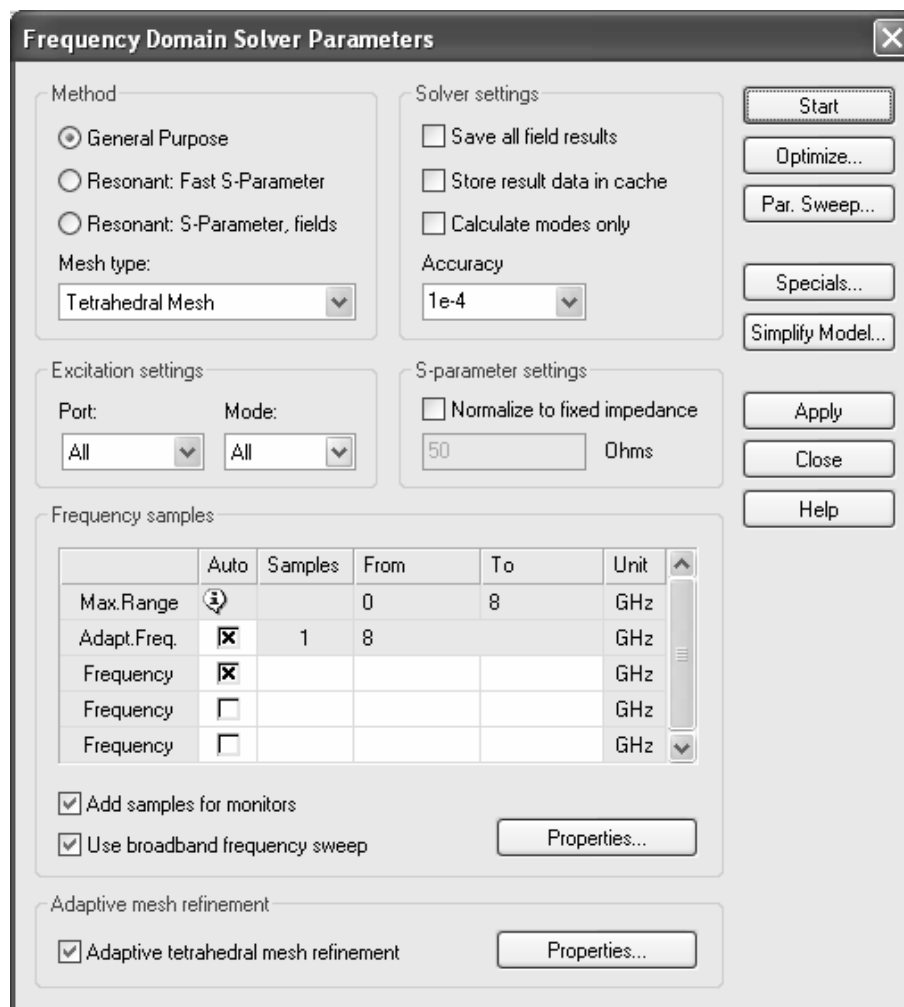 Frequency Domain Solver Parameters
Method
General Purpose
Resonant: Fast S-Parameter
Resonant: S-Parameter, fields
Mesh type:
Tetrahedral Mesh
Solver settings
Save all field results
Store result data in cache
Calculate modes only
Accuracy
1e-4
Start
Optimize...
Par. Sweep...
Specials...
Simplify Model...
Apply
Close
Help
Excitation settings
Port: Mode:
All All
S-parameter settings
Normalize to fixed impedance
50 Ohms
Frequency samples
Auto Samples From To Unit
Max.Range 0 8 GHz
Adapt.Freq. 1 8 GHz
Frequency GHz
Frequency GHz
Frequency GHz
Add samples for monitors
Use broadband frequency sweep
Properties...
Adaptive mesh refinement
Adaptive tetrahedral mesh refinement
Properties...